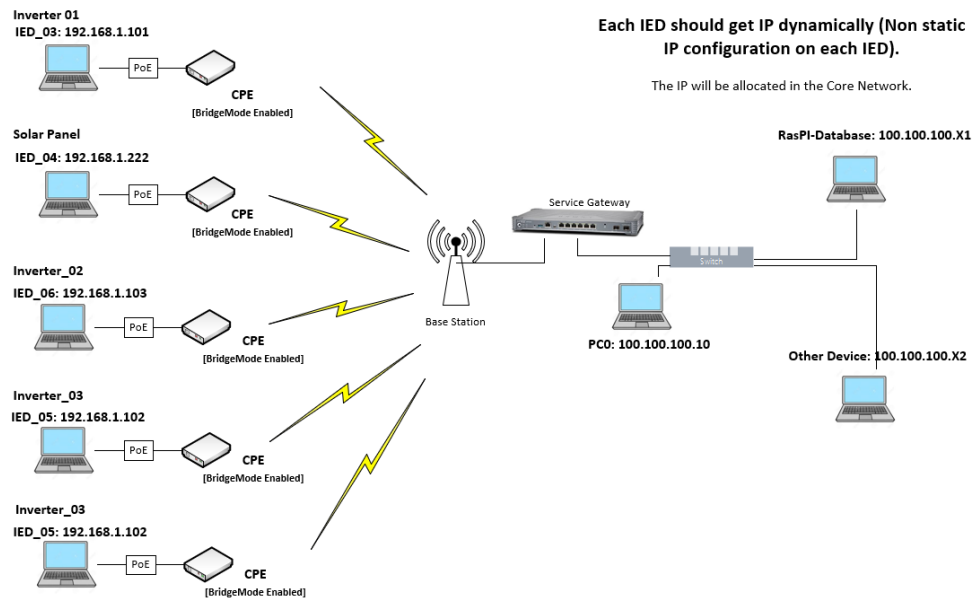 Inverter 01
IED_03: 192.168.1.101
PoE
CPE
[BridgeMode Enabled]
Solar Panel
IED_04: 192.168.1.222
PoE
CPE
[BridgeMode Enabled]
Inverter_02
IED_06: 192.168.1.103
PoE
CPE
[BridgeMode Enabled]
Inverter_03
IED_05: 192.168.1.102
PoE
CPE
[BridgeMode Enabled]
Inverter_03
IED_05: 192.168.1.102
PoE
CPE
[BridgeMode Enabled]
Base Station
Service Gateway
Switch
PC0: 100.100.100.10
Each IED should get IP dynamically (Non static
IP configuration on each IED).
The IP will be allocated in the Core Network.
RasPI-Database: 100.100.100.X1
Other Device: 100.100.100.X2